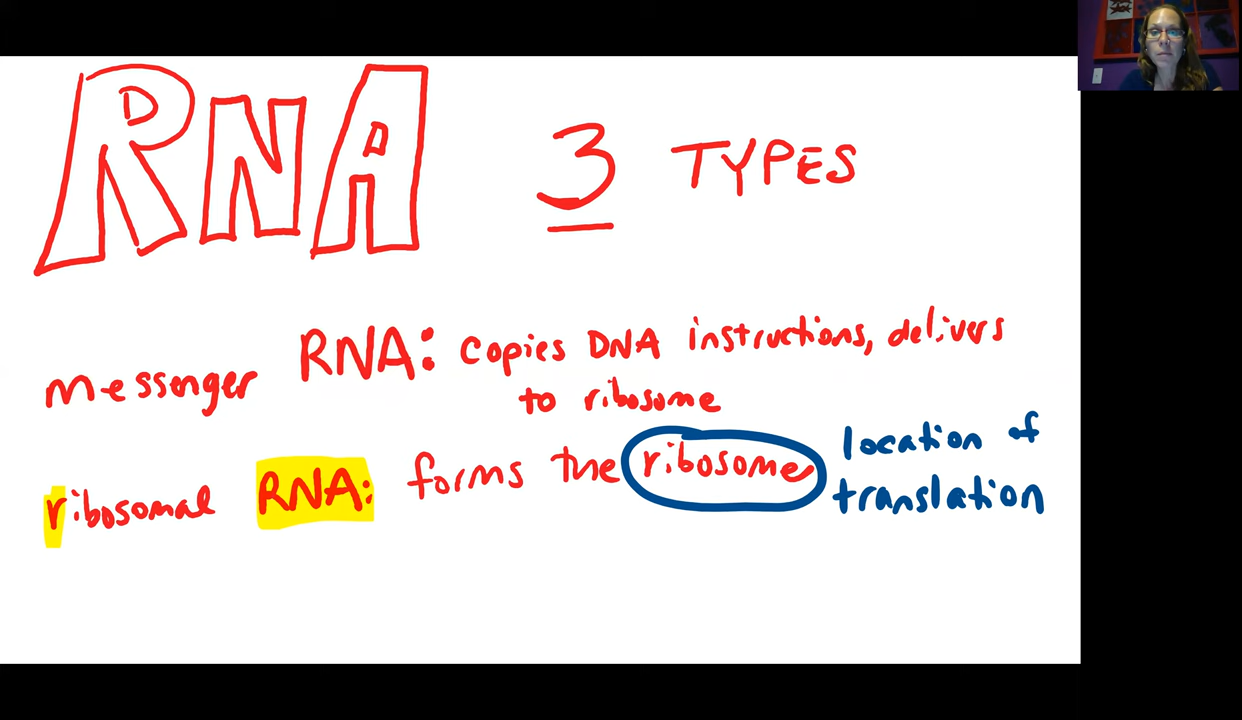 RNA 3 TYPES
messenger RNA: copies DNA instructions, delivers
to ribosome
ribosomal RNA: forms the ribosome location of
translation